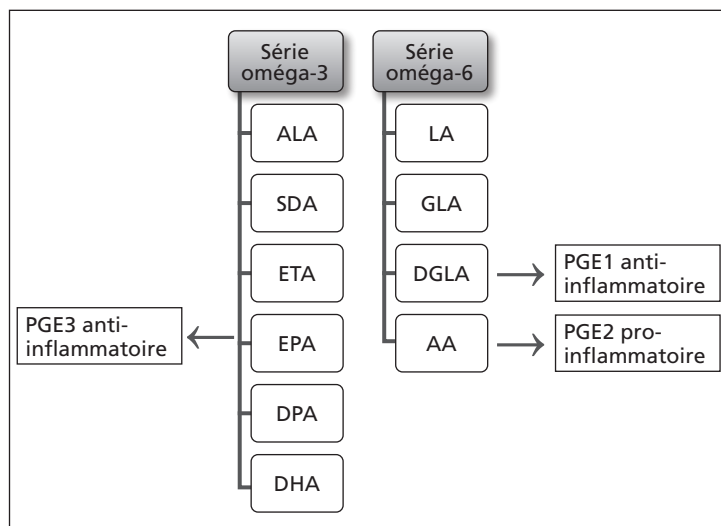 Série
oméga-3
ALA
SDA
ETA
EPA
DPA
DHA
PGE3 anti-
inflammatoire
Série
oméga-6
LA
GLA
DGLA
AA
PGE1 anti-
inflammatoire
PGE2 pro-
inflammatoire